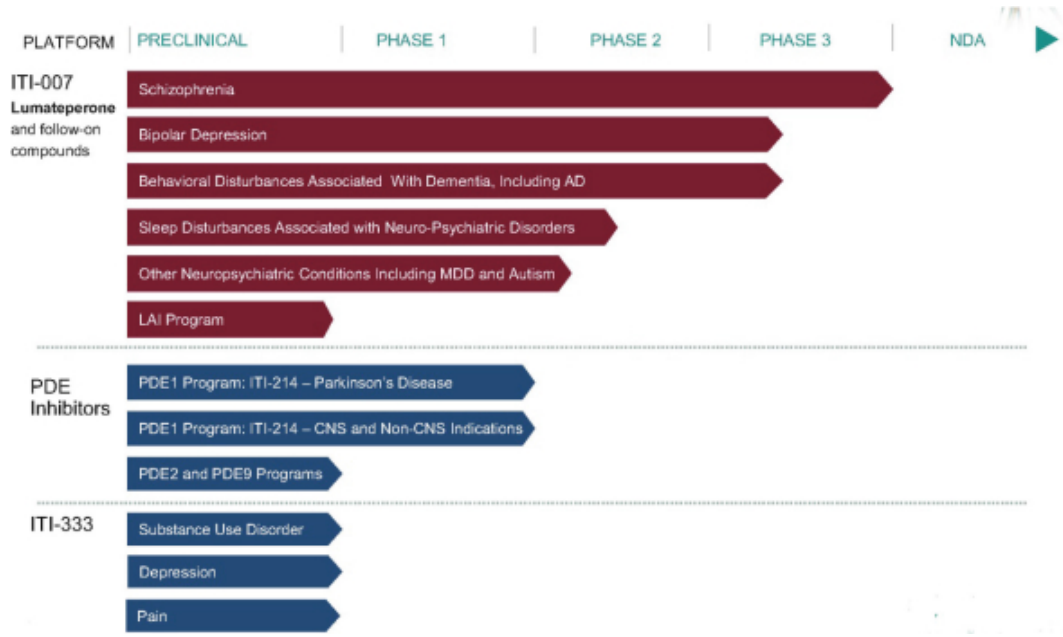 PLATFORM PRECLINICAL PHASE 1 PHASE 2 PHASE 3 NDA
ITI-007
Lumateperone
and follow-on
compounds
Schizophrenia
Bipolar Depression
Behavioral Disturbances Associated With Dementia, Including AD
Sleep Disturbances Associated with Neuro-Psychiatric Disorders
Other Neuropsychiatric Conditions Including MDD and Autism
LAI Program
PDE
Inhibitors
PDE1 Program: ITI-214 – Parkinson's Disease
PDE1 Program: ITI-214 – CNS and Non-CNS Indications
PDE2 and PDE9 Programs
ITI-333
Substance Use Disorder
Depression
Pain